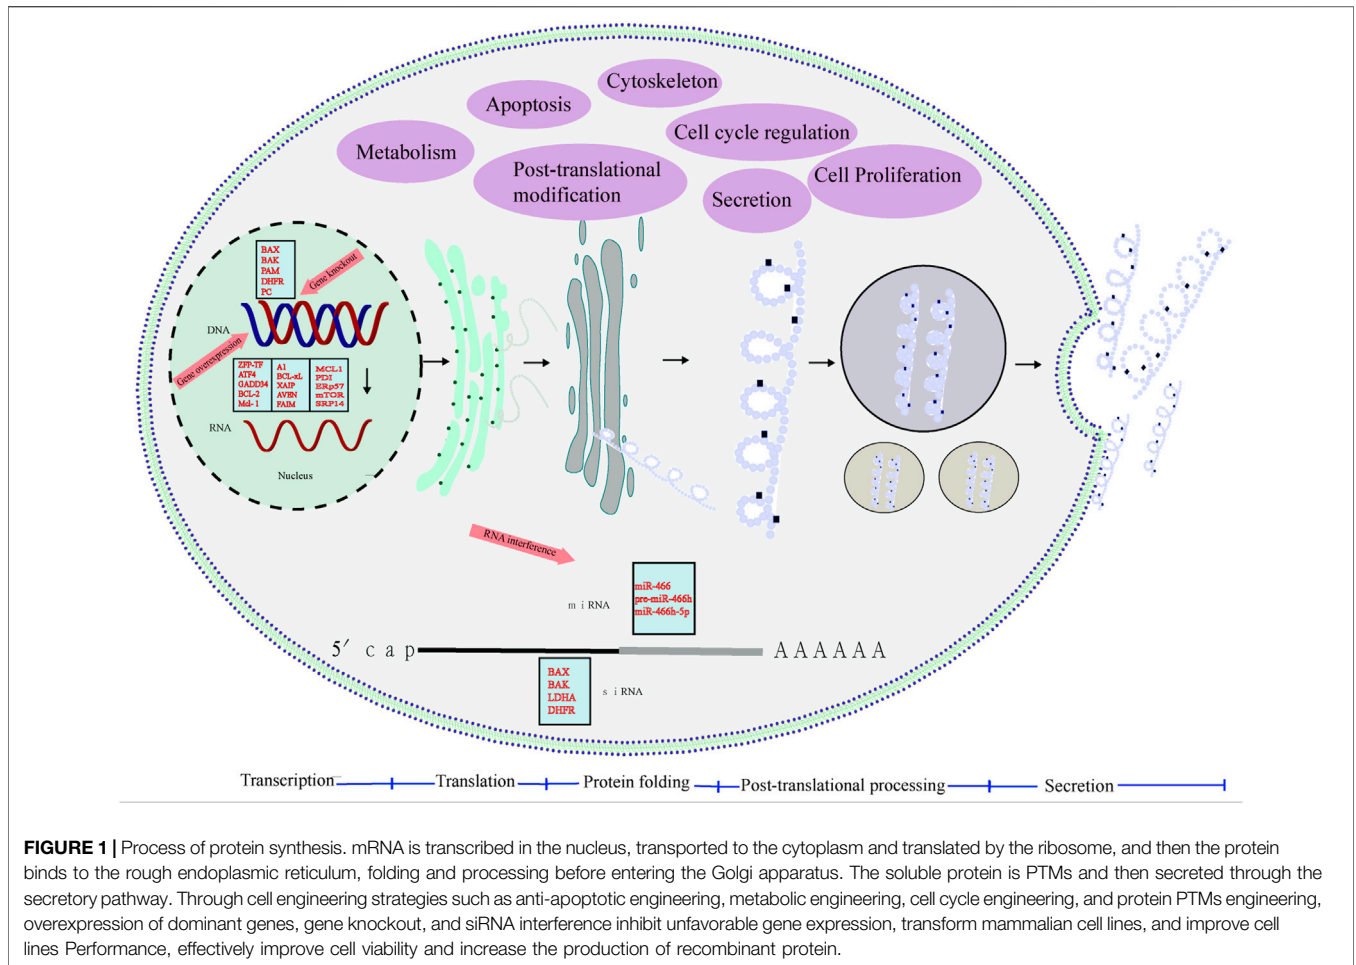 Cytoskeleton
Apoptosis
Cell cycle regulation
Metabolism
Post-translational
modification
Cell Proliferation
Secretion
BAX
BAK
PAM
DHFR
PC
Gene knockout
DNA
Gene overexpression
ZFP-TF
ATF4
GADD34
BCL-2
Mcl-1
A1
BCL-xL
XAIP
AVEN
FAIM
MCL1
PDI
ERp57
mTOR
SRP14
RNA
Nucleus
RNA interference
miRNA
miR-466
pre-miR-466h
miR-466h-5p
5′ cap
AAAAAA
BAX
BAK
LDHA
DHFR
siRNA
Transcription
Translation
Protein folding
Post-translational processing
Secretion
FIGURE 1 | Process of protein synthesis. mRNA is transcribed in the nucleus, transported to the cytoplasm and translated by the ribosome, and then the protein
binds to the rough endoplasmic reticulum, folding and processing before entering the Golgi apparatus. The soluble protein is PTMs and then secreted through the
secretory pathway. Through cell engineering strategies such as anti-apoptotic engineering, metabolic engineering, cell cycle engineering, and protein PTMs engineering,
overexpression of dominant genes, gene knockout, and siRNA interference inhibit unfavorable gene expression, transform mammalian cell lines, and improve cell
lines Performance, effectively improve cell viability and increase the production of recombinant protein.